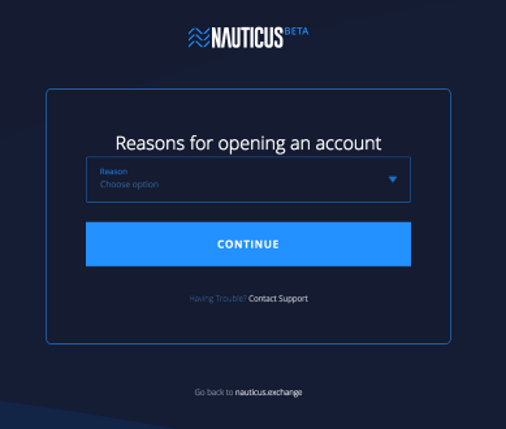 NAUTICUS BETA
Reasons for opening an account
Reason
Choose option
CONTINUE
Having Trouble? Contact Support
Go back to nauticus.exchange